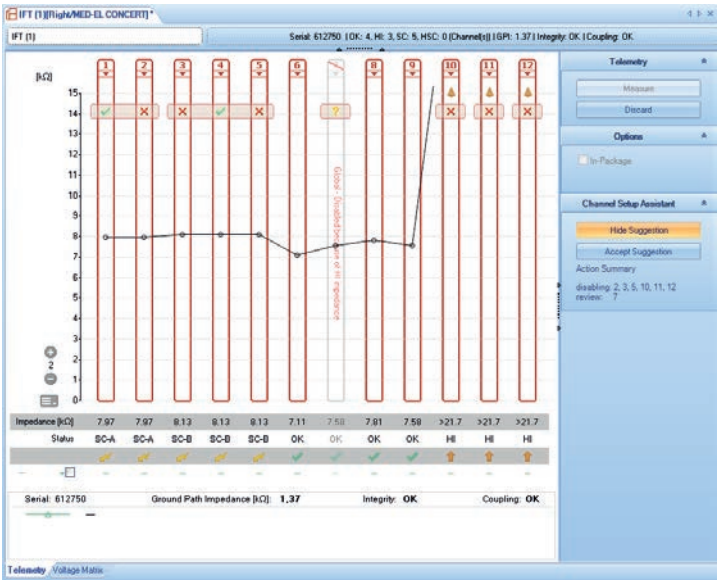 IFT (1)[Right/MED-EL CONCERT]*
IFT (1)
Serial: 612750 | OK: 4, HI: 3, SC: 5, HSC: 0 [Channel(s)] | GPI: 1.37 | Integrity: OK | Coupling: OK
[kΩ]
1 2 3 4 5 6 8 9 10 11 12
15
14
13
12
11
10
9
8
7
6
5
4
3
2
1
0
?
Global - Disabled because of HI impedance
2
Impedance [kΩ] 7.97 7.97 8.13 8.13 8.13 7.11 7.58 7.81 7.58 >21.7 >21.7 >21.7
Status SC-A SC-A SC-B SC-B SC-B OK OK OK OK HI HI HI
Serial: 612750 Ground Path Impedance [kΩ]: 1,37 Integrity: OK Coupling: OK
Telemetry Voltage Matrix
Telemetry
Measure
Discard
Options
In-Package
Channel Setup Assistant
Hide Suggestion
Accept Suggestion
Action Summary
disabling: 2, 3, 5, 10, 11, 12
review: 7